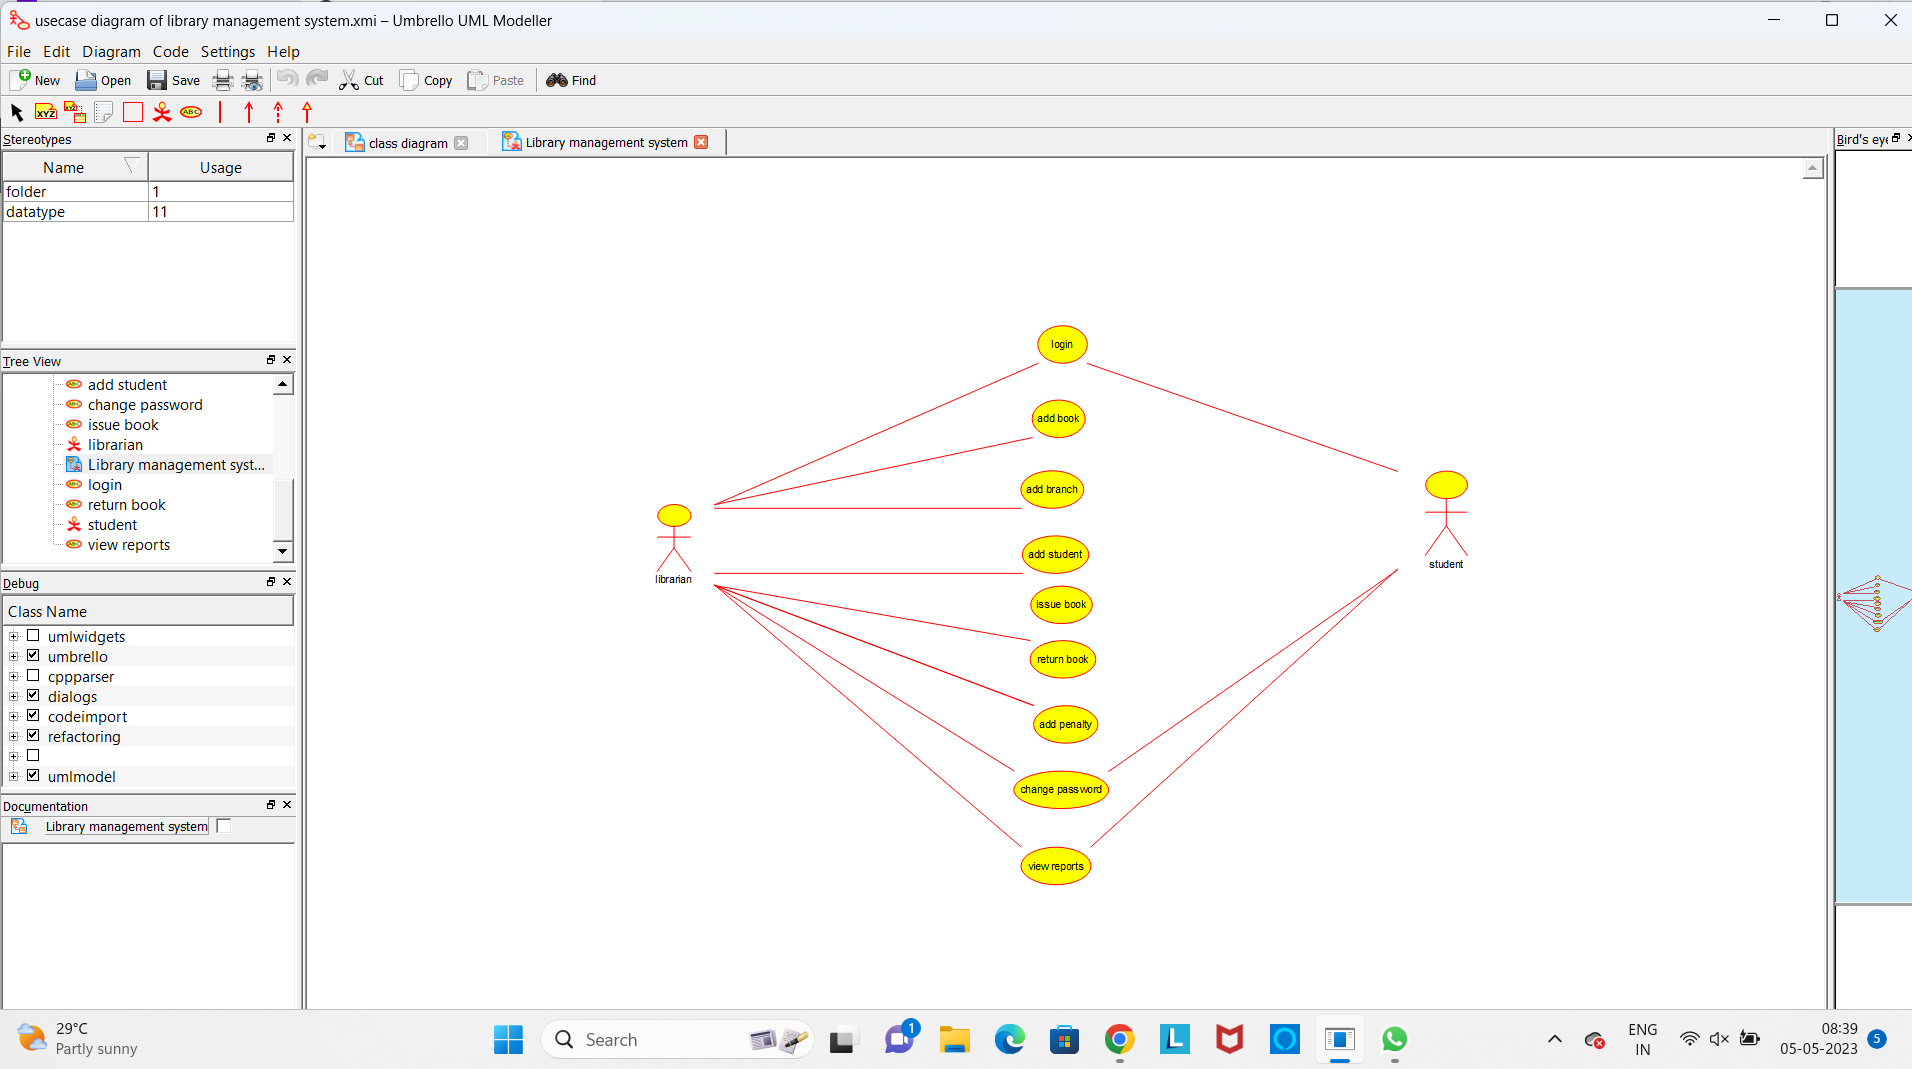 usecase diagram of library management system.xmi – Umbrello UML Modeller
File Edit Diagram Code Settings Help
New Open Save Cut Copy Paste Find
XYZ XYZ ABC
Stereotypes
Name Usage
folder 1
datatype 11
Tree View
add student
change password
issue book
librarian
Library management syst...
login
return book
student
view reports
Debug
Class Name
umlwidgets
umbrello
cppparser
dialogs
codeimport
refactoring
umlmodel
Documentation
Library management system
class diagram Library management system
login
add book
add branch
add student
issue book
return book
add penalty
change password
view reports
librarian
student
Bird's eye
29°C
Partly sunny
Search
1
L
ENG
IN
08:39
05-05-2023
5